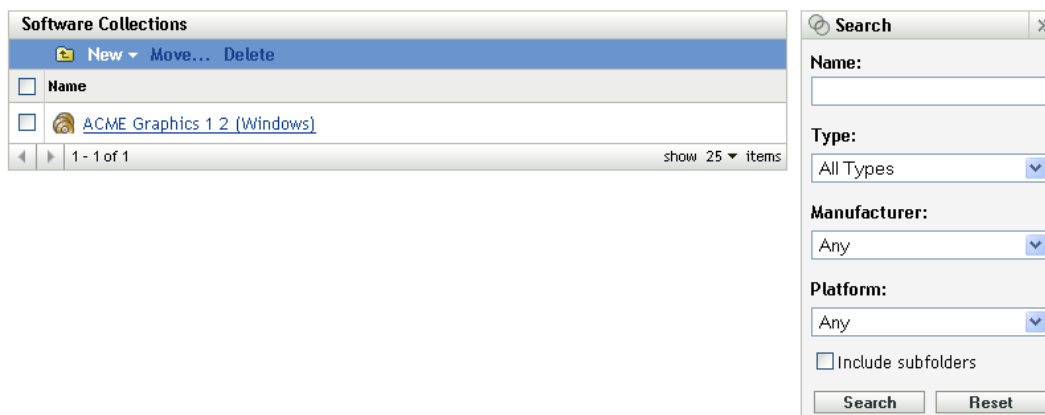 Software Collections
New Move... Delete
Name
ACME Graphics 1 2 (Windows)
1 - 1 of 1 show 25 items
Search
Name:
Type:
All Types
Manufacturer:
Any
Platform:
Any
Include subfolders
Search Reset